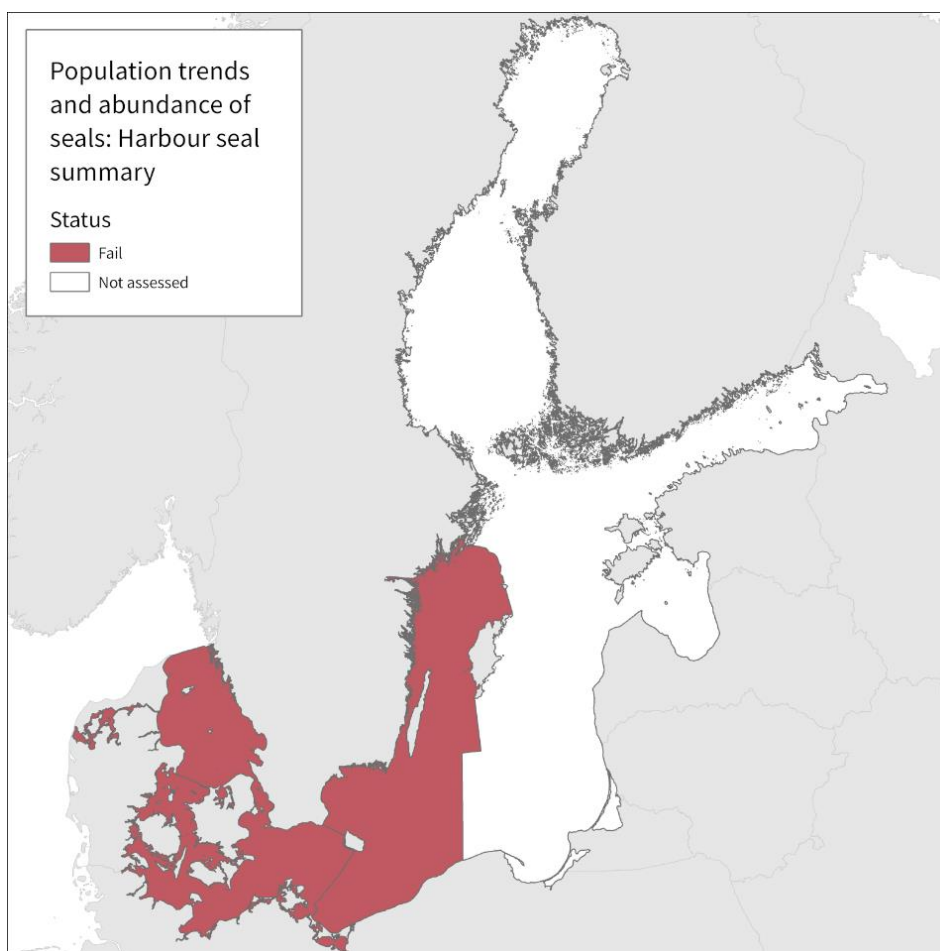 Population trends
and abundance of
seals: Harbour seal
summary
Status
Fail
Not assessed